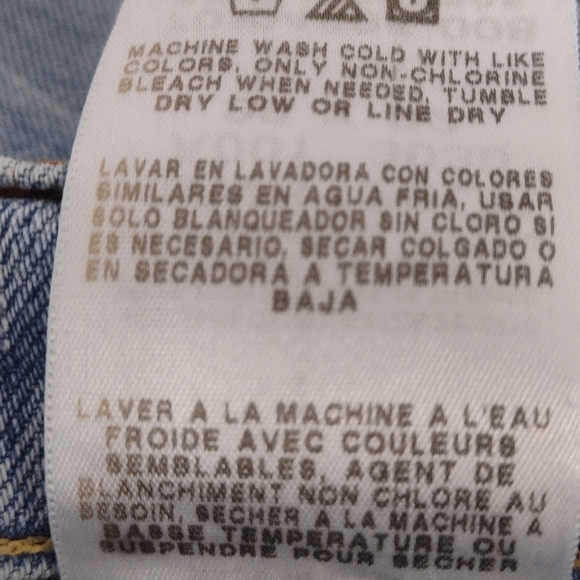 MACHINE WASH COLD WITH LIKE
COLORS, ONLY NON-CHLORINE
BLEACH WHEN NEEDED, TUMBLE
DRY LOW OR LINE DRY
LAVAR EN LAVADORA CON COLORES
SIMILARES EN AGUA FRIA, USAR
SOLO BLANQUEADOR SIN CLORO SI
ES NECESARIO, SECAR COLGADO O
EN SECADORA A TEMPERATURA
BAJA
LAVER A LA MACHINE A L'EAU
FROIDE AVEC COULEURS
SEMBLABLES, AGENT DE
BLANCHIMENT NON CHLORE AU
BESOIN, SECHER A LA MACHINE A
BASSE TEMPERATURE OU
SUSPENDRE POUR SECHER